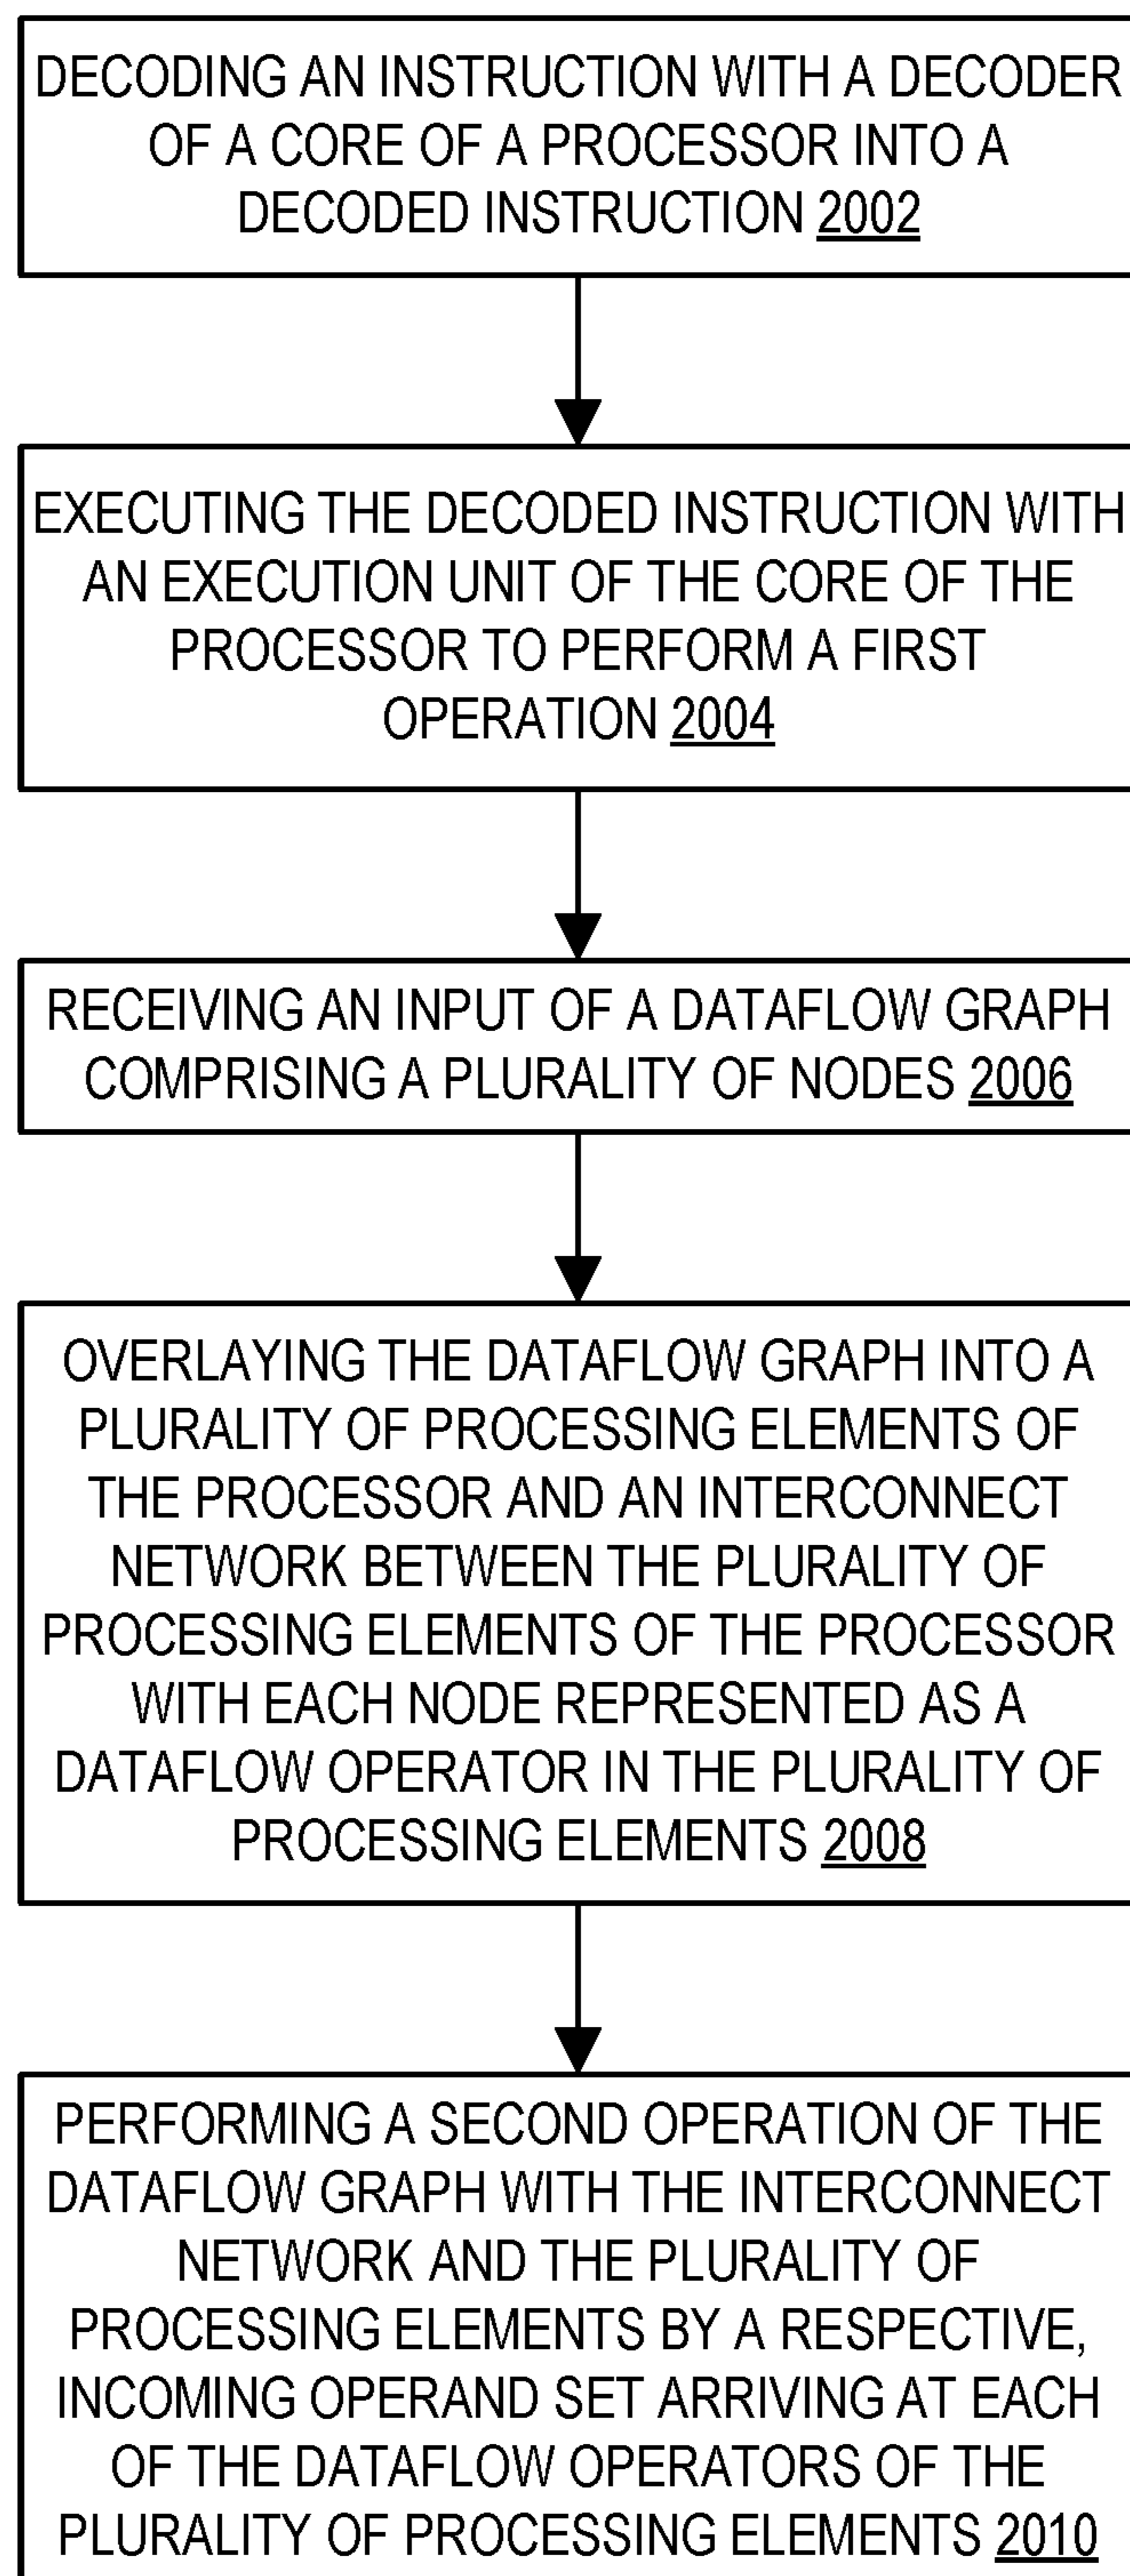 DECODING AN INSTRUCTION WITH A DECODER
OF A CORE OF A PROCESSOR INTO A
DECODED INSTRUCTION 2002
EXECUTING THE DECODED INSTRUCTION WITH
AN EXECUTION UNIT OF THE CORE OF THE
PROCESSOR TO PERFORM A FIRST
OPERATION 2004
RECEIVING AN INPUT OF A DATAFLOW GRAPH
COMPRISING A PLURALITY OF NODES 2006
OVERLAYING THE DATAFLOW GRAPH INTO A
PLURALITY OF PROCESSING ELEMENTS OF
THE PROCESSOR AND AN INTERCONNECT
NETWORK BETWEEN THE PLURALITY OF
PROCESSING ELEMENTS OF THE PROCESSOR
WITH EACH NODE REPRESENTED AS A
DATAFLOW OPERATOR IN THE PLURALITY OF
PROCESSING ELEMENTS 2008
PERFORMING A SECOND OPERATION OF THE
DATAFLOW GRAPH WITH THE INTERCONNECT
NETWORK AND THE PLURALITY OF
PROCESSING ELEMENTS BY A RESPECTIVE,
INCOMING OPERAND SET ARRIVING AT EACH
OF THE DATAFLOW OPERATORS OF THE
PLURALITY OF PROCESSING ELEMENTS 2010